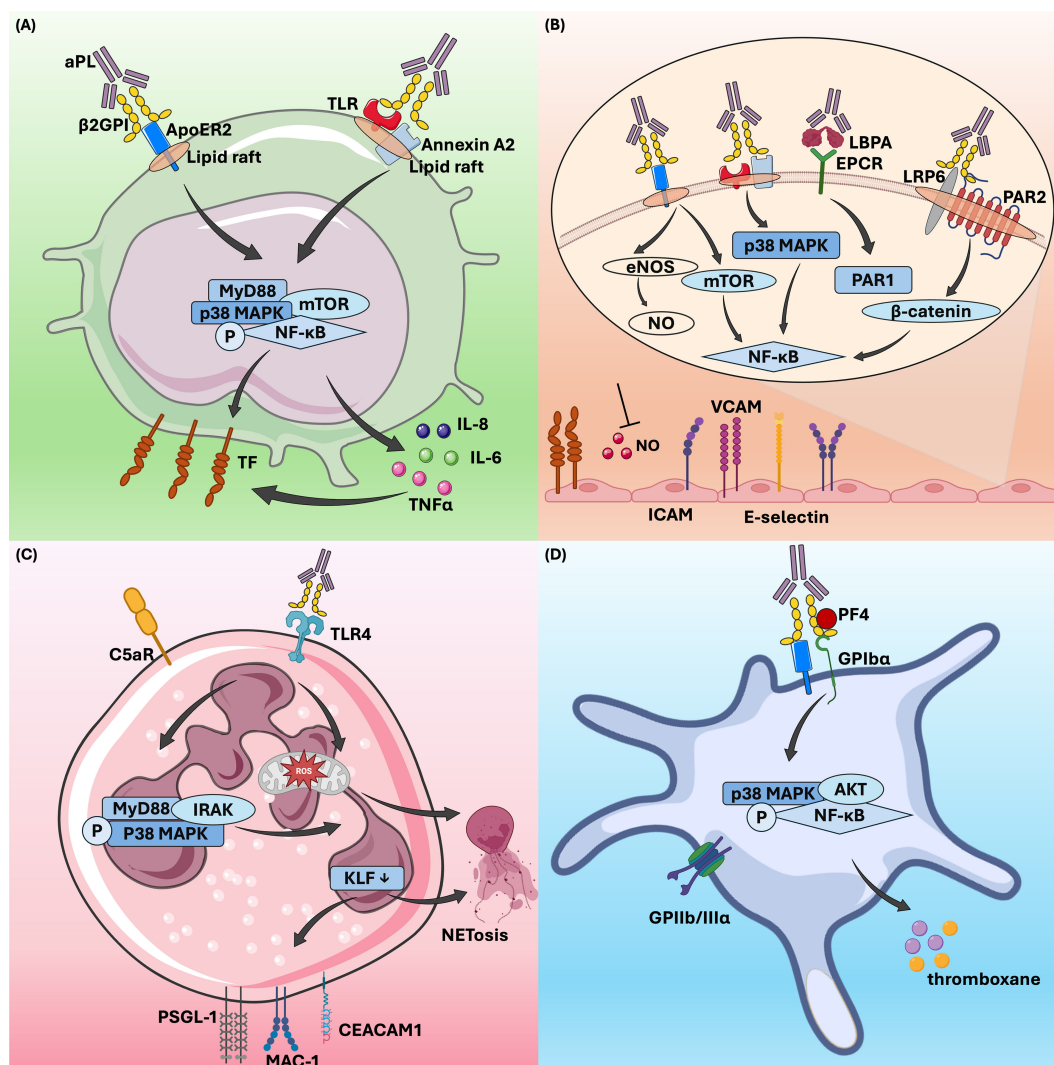 (A)
aPL
β2GPI
ApoER2
Lipid raft
TLR
Annexin A2
Lipid raft
MyD88
p38 MAPK
mTOR
P
NF-κB
TF
IL-8
IL-6
TNFα
(B)
LBPA
EPCR
LRP6
PAR2
p38 MAPK
eNOS
mTOR
PAR1
NO
β-catenin
NF-κB
VCAM
NO
ICAM
E-selectin
(C)
C5aR
TLR4
ROS
MyD88
IRAK
P
P38 MAPK
KLF ↓
NETosis
PSGL-1
MAC-1
CEACAM1
(D)
PF4
GPIbα
p38 MAPK
AKT
P
NF-κB
GPIIb/IIIα
thromboxane